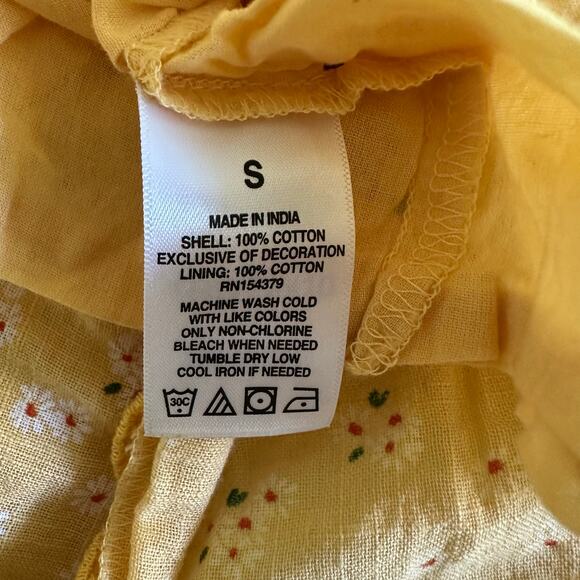 S
MADE IN INDIA
SHELL: 100% COTTON
EXCLUSIVE OF DECORATION
LINING: 100% COTTON
RN154379
MACHINE WASH COLD
WITH LIKE COLORS
ONLY NON-CHLORINE
BLEACH WHEN NEEDED
TUMBLE DRY LOW
COOL IRON IF NEEDED
30C